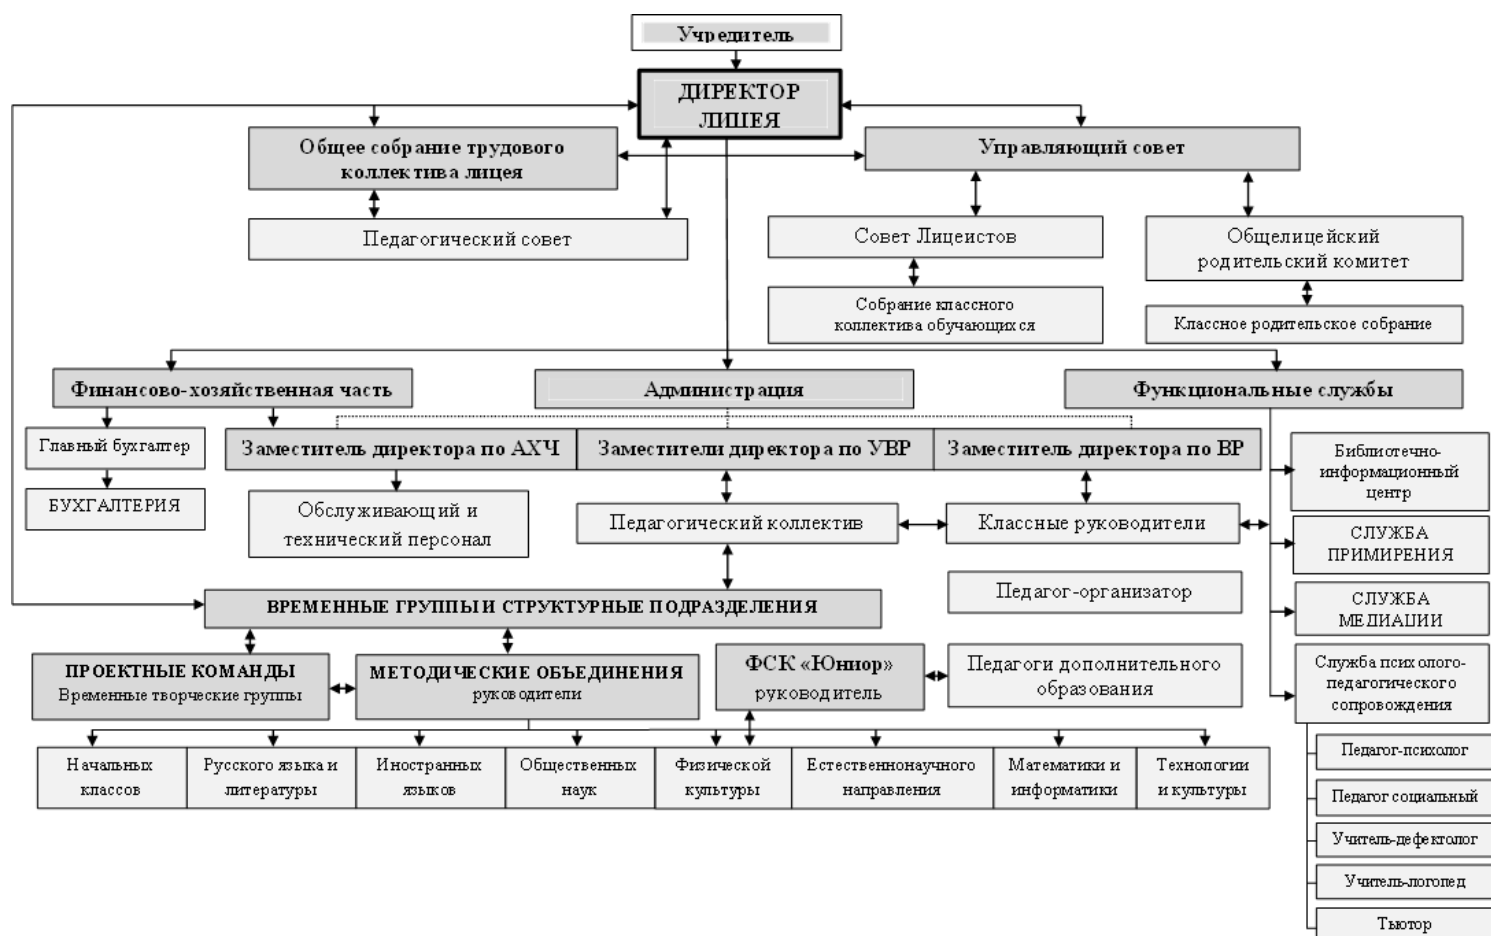 Учредитель
ДИРЕКТОР
ЛИЦЕЯ
Общее собрание трудового
коллектива лицея
Управляющий совет
Педагогический совет
Совет Лицеистов
Общелицейский
родительский комитет
Собрание классного
коллектива обучающихся
Классное родительское собрание
Финансово-хозяйственная часть
Администрация
Функциональные службы
Главный бухгалтер
Заместитель директора по АХЧ
Заместители директора по УВР
Заместитель директора по ВР
Библиотечно-
информационный
центр
БУХГАЛТЕРИЯ
Обслуживающий и
технический персонал
Педагогический коллектив
Классные руководители
СЛУЖБА
ПРИМИРЕНИЯ
ВРЕМЕННЫЕ ГРУППЫ И СТРУКТУРНЫЕ ПОДРАЗДЕЛЕНИЯ
Педагог-организатор
СЛУЖБА
МЕДИАЦИИ
ПРОЕКТНЫЕ КОМАНДЫ
Временные творческие группы
МЕТОДИЧЕСКИЕ ОБЪЕДИНЕНИЯ
руководители
ФСК «Юниор»
руководитель
Педагоги дополнительного
образования
Служба психолого-
педагогического
сопровождения
Начальных
классов
Русского языка и
литературы
Иностранных
языков
Общественных
наук
Физической
культуры
Естественнонаучного
направления
Математики и
информатики
Технологии
и культуры
Педагог-психолог
Педагог социальный
Учитель-дефектолог
Учитель-логопед
Тьютор